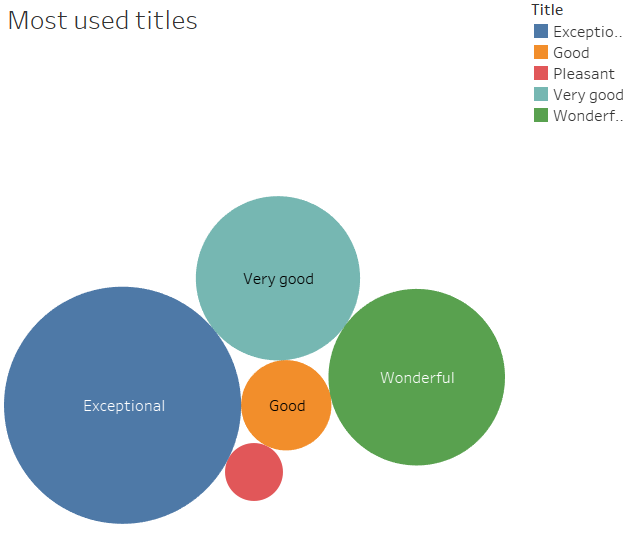 Most used titles
Title
Exceptio..
Good
Pleasant
Very good
Wonderf..
Very good
Wonderful
Exceptional
Good